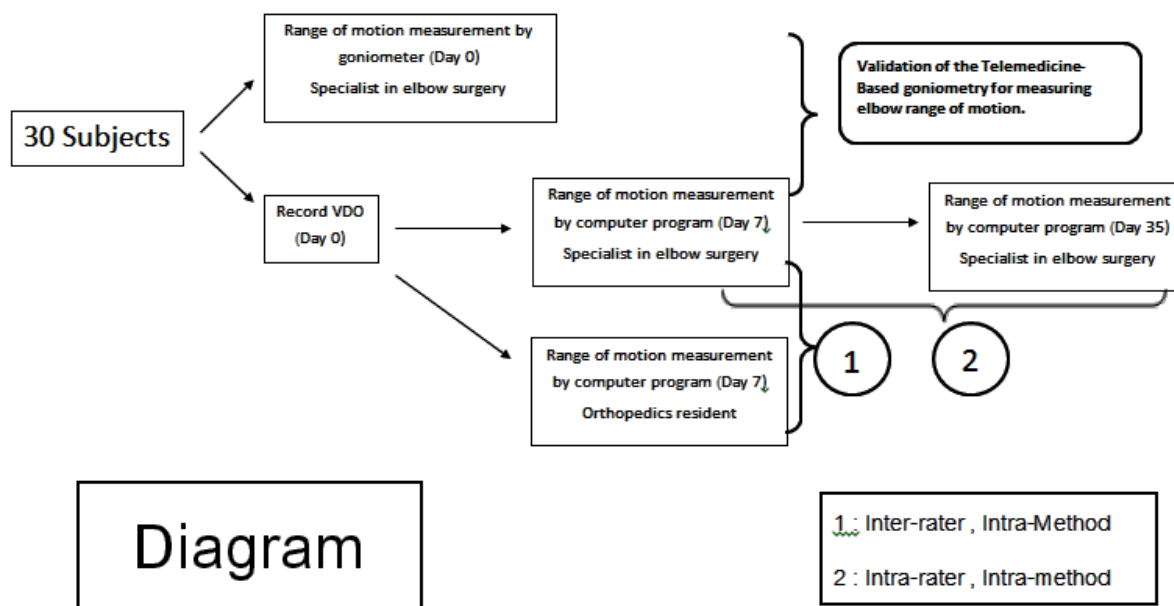 30 Subjects
Range of motion measurement by
goniometer (Day 0)
Specialist in elbow surgery
Record VDO
(Day 0)
Range of motion measurement
by computer program (Day 7)
Specialist in elbow surgery
Range of motion measurement
by computer program (Day 7)
Orthopedics resident
Validation of the Telemedicine-
Based goniometry for measuring
elbow range of motion.
Range of motion measurement
by computer program (Day 35)
Specialist in elbow surgery
1
2
Diagram
1 : Inter-rater , Intra-Method
2 : Intra-rater , Intra-method